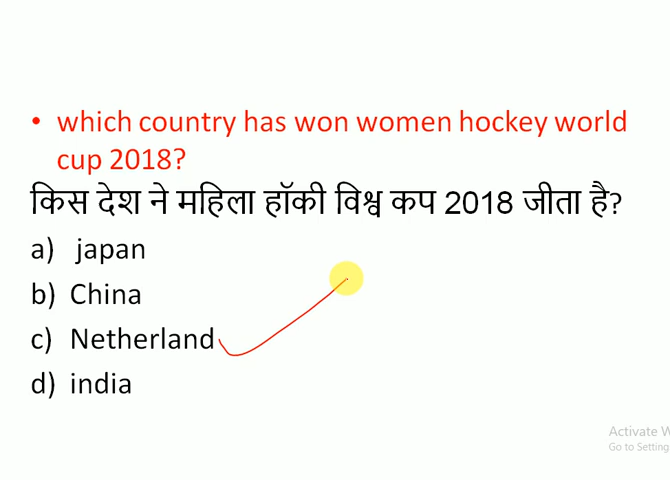 • which country has won women hockey world
cup 2018?
किस देश ने महिला हॉकी विश्व कप 2018 जीता है?
a) japan
b) China
c) Netherland
d) india
Activate W
Go to Setting